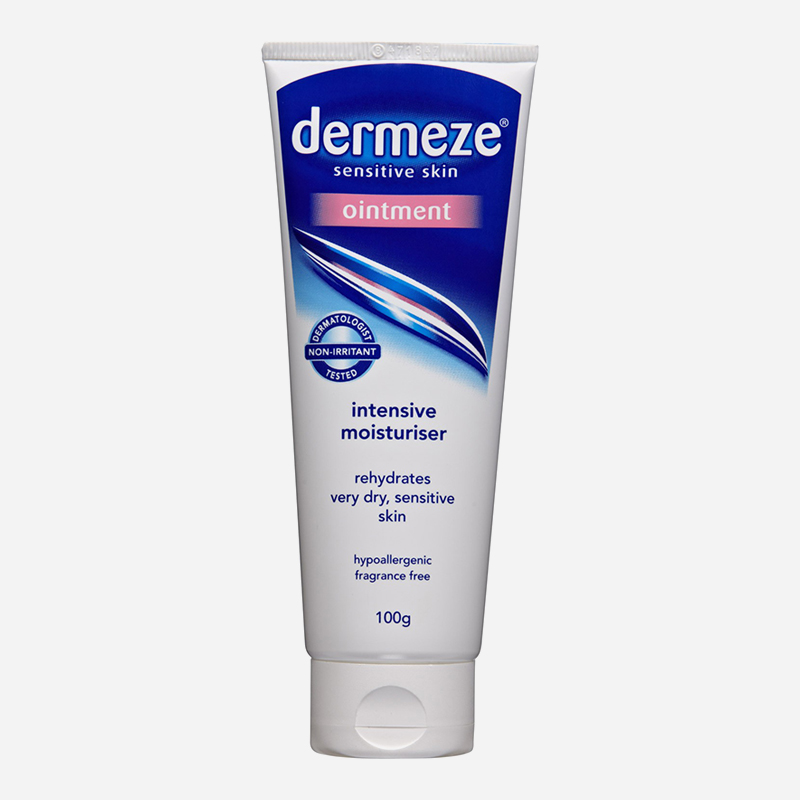 dermeze®
sensitive skin
ointment
DERMATOLOGIST
NON-IRRITANT
TESTED
intensive
moisturiser
rehydrates
very dry, sensitive
skin
hypoallergenic
fragrance free
100g